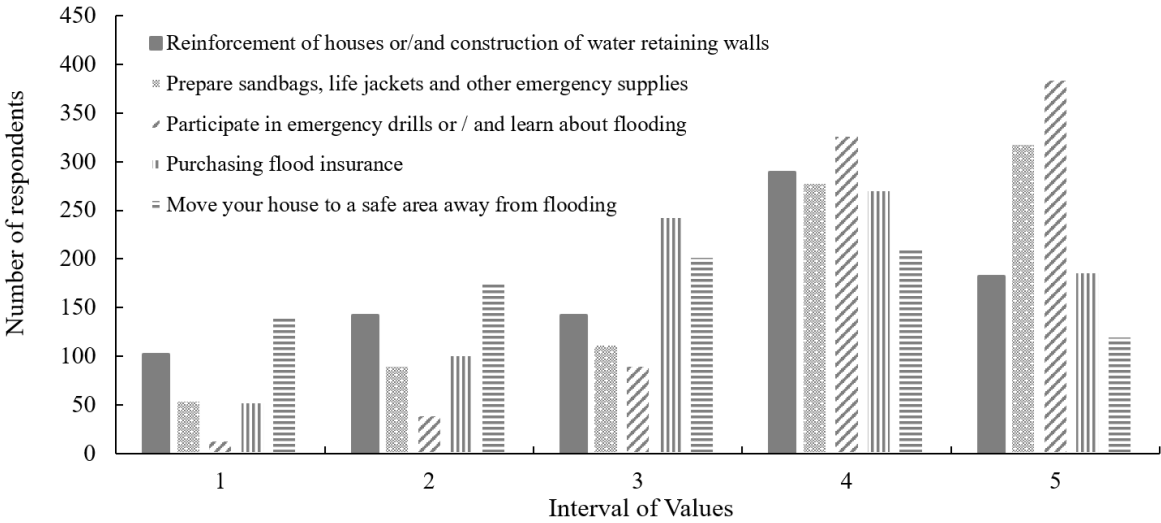 450
400
350
300
250
200
150
100
50
0
Number of respondents
Reinforcement of houses or/and construction of water retaining walls
Prepare sandbags, life jackets and other emergency supplies
Participate in emergency drills or / and learn about flooding
Purchasing flood insurance
Move your house to a safe area away from flooding
1 2 3 4 5
Interval of Values